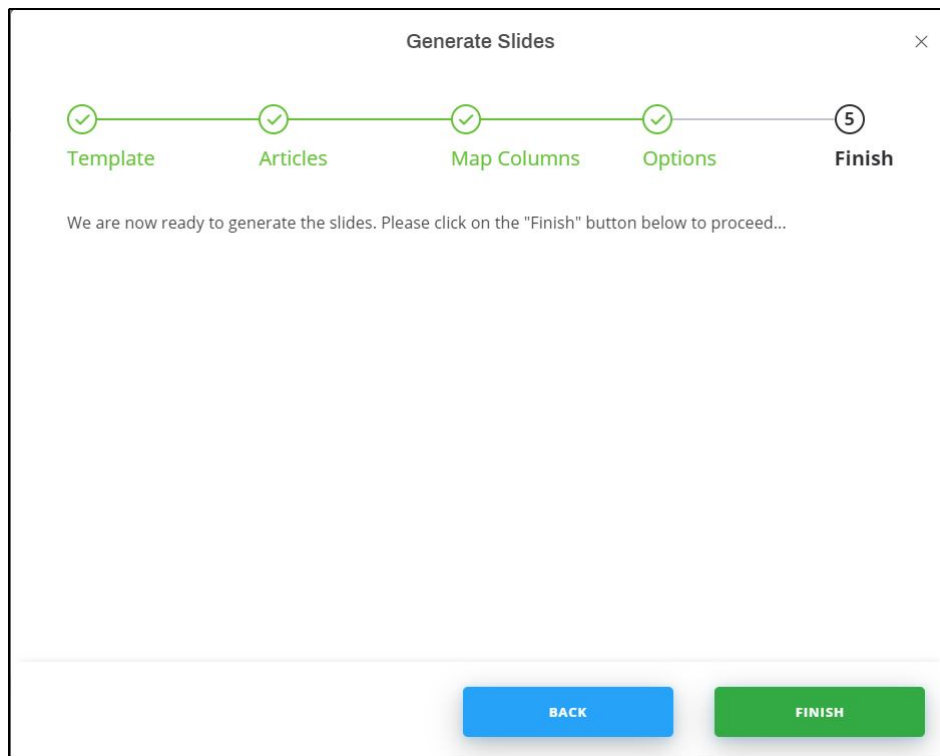 Generate Slides
5
Template Articles Map Columns Options Finish
We are now ready to generate the slides. Please click on the "Finish" button below to proceed...
BACK FINISH